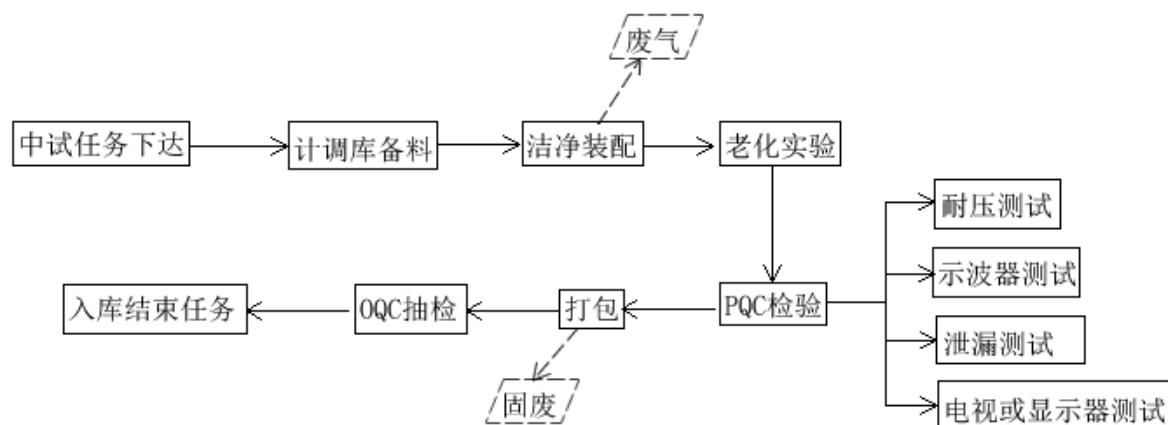 废气
中试任务下达
计调库备料
洁净装配
老化实验
耐压测试
示波器测试
入库结束任务
OQC抽检
打包
PQC检验
泄漏测试
固废
电视或显示器测试